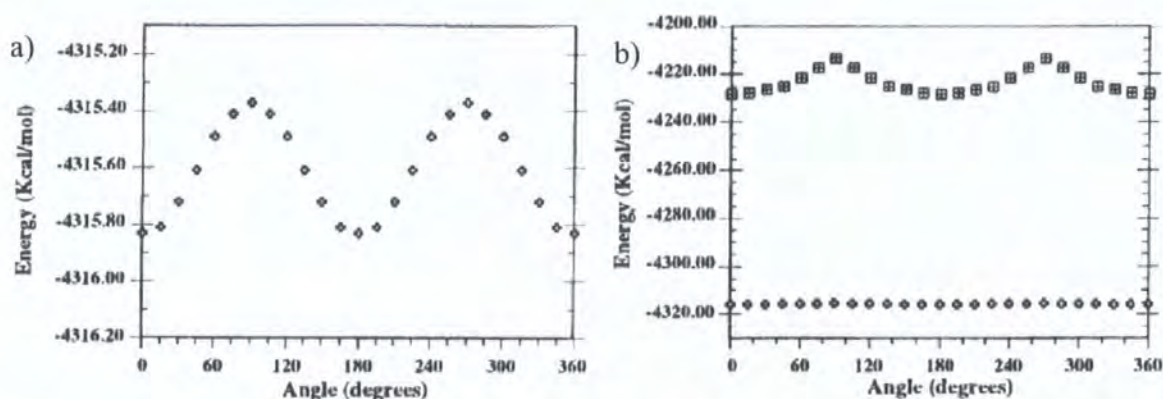 a)
-4315.20
-4315.40
-4315.60
-4315.80
-4316.00
-4316.20
Energy (Kcal/mol)
0 60 120 180 240 300 360
Angle (degrees)
b)
-4200.00
-4220.00
-4240.00
-4260.00
-4280.00
-4300.00
-4320.00
Energy (Kcal/mol)
0 60 120 180 240 300 360
Angle (degrees)